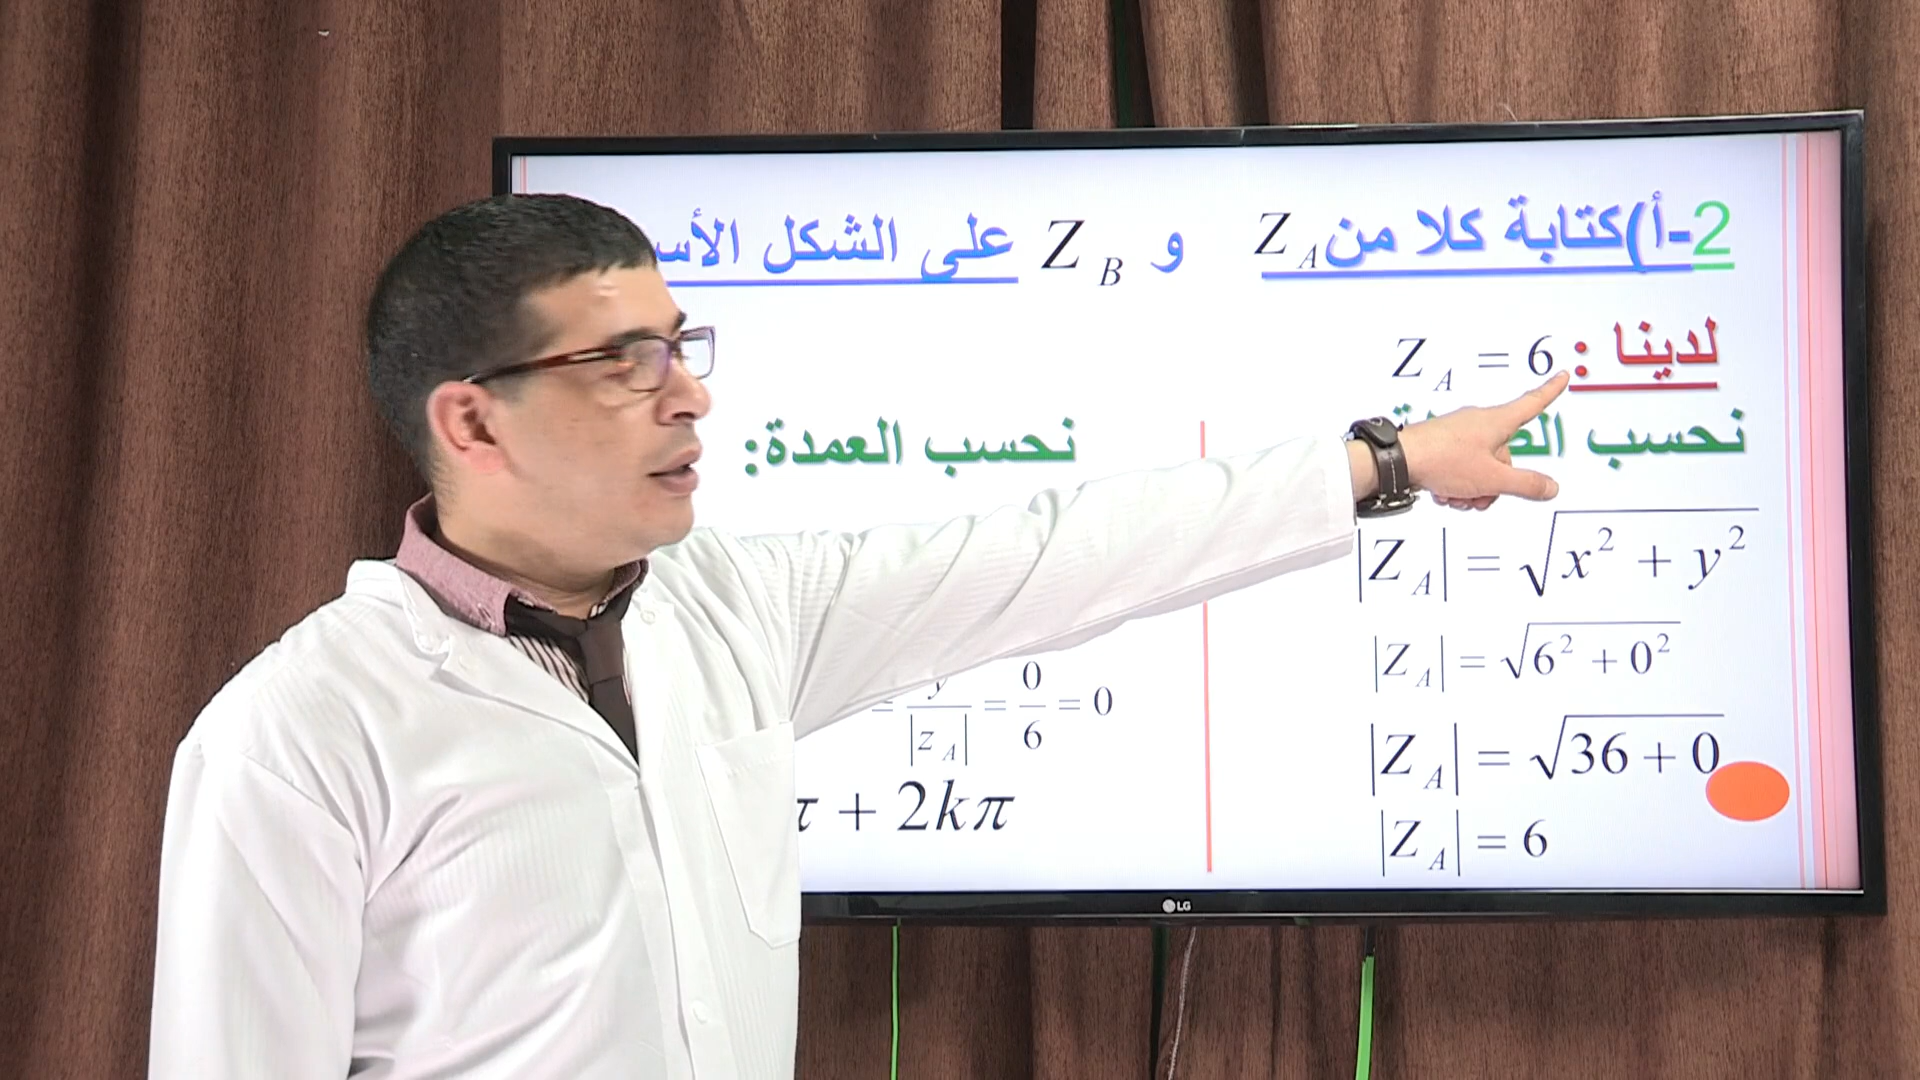 2-أ)كتابة كلا من Z_A و Z_B على الشكل
لدينا : Z_A = 6
نحسب
|Z_A| = √(x² + y²)
|Z_A| = √(6² + 0²)
|Z_A| = √(36 + 0)
|Z_A| = 6
نحسب العمدة:
= y/|z_A| = 0/6 = 0
π + 2kπ
LG